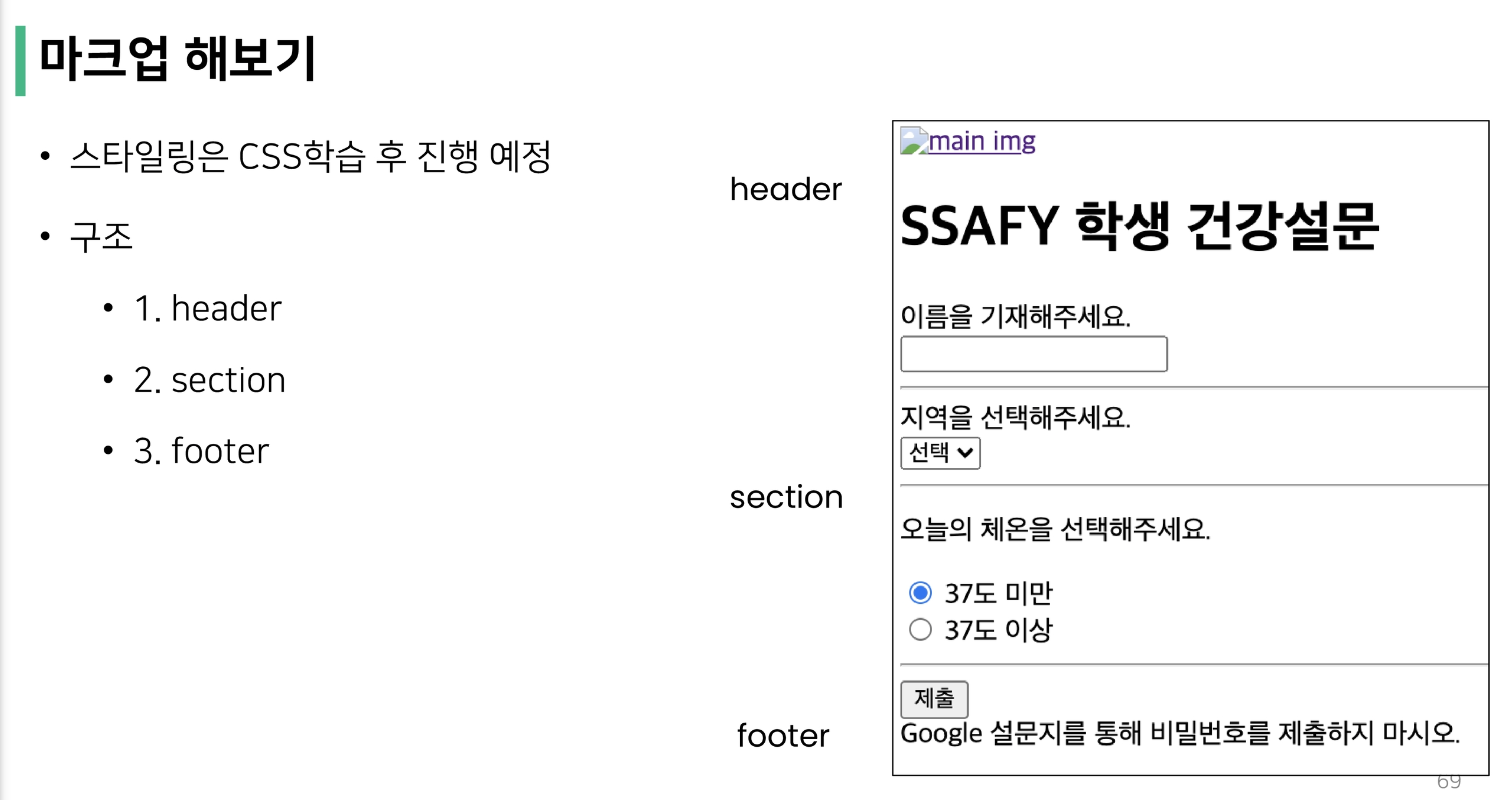 마크업 해보기
• 스타일링은 CSS학습 후 진행 예정
• 구조
• 1. header
• 2. section
• 3. footer
header
section
footer
main img
SSAFY 학생 건강설문
이름을 기재해주세요.
지역을 선택해주세요.
선택
오늘의 체온을 선택해주세요.
37도 미만
37도 이상
제출
Google 설문지를 통해 비밀번호를 제출하지 마시오.
69